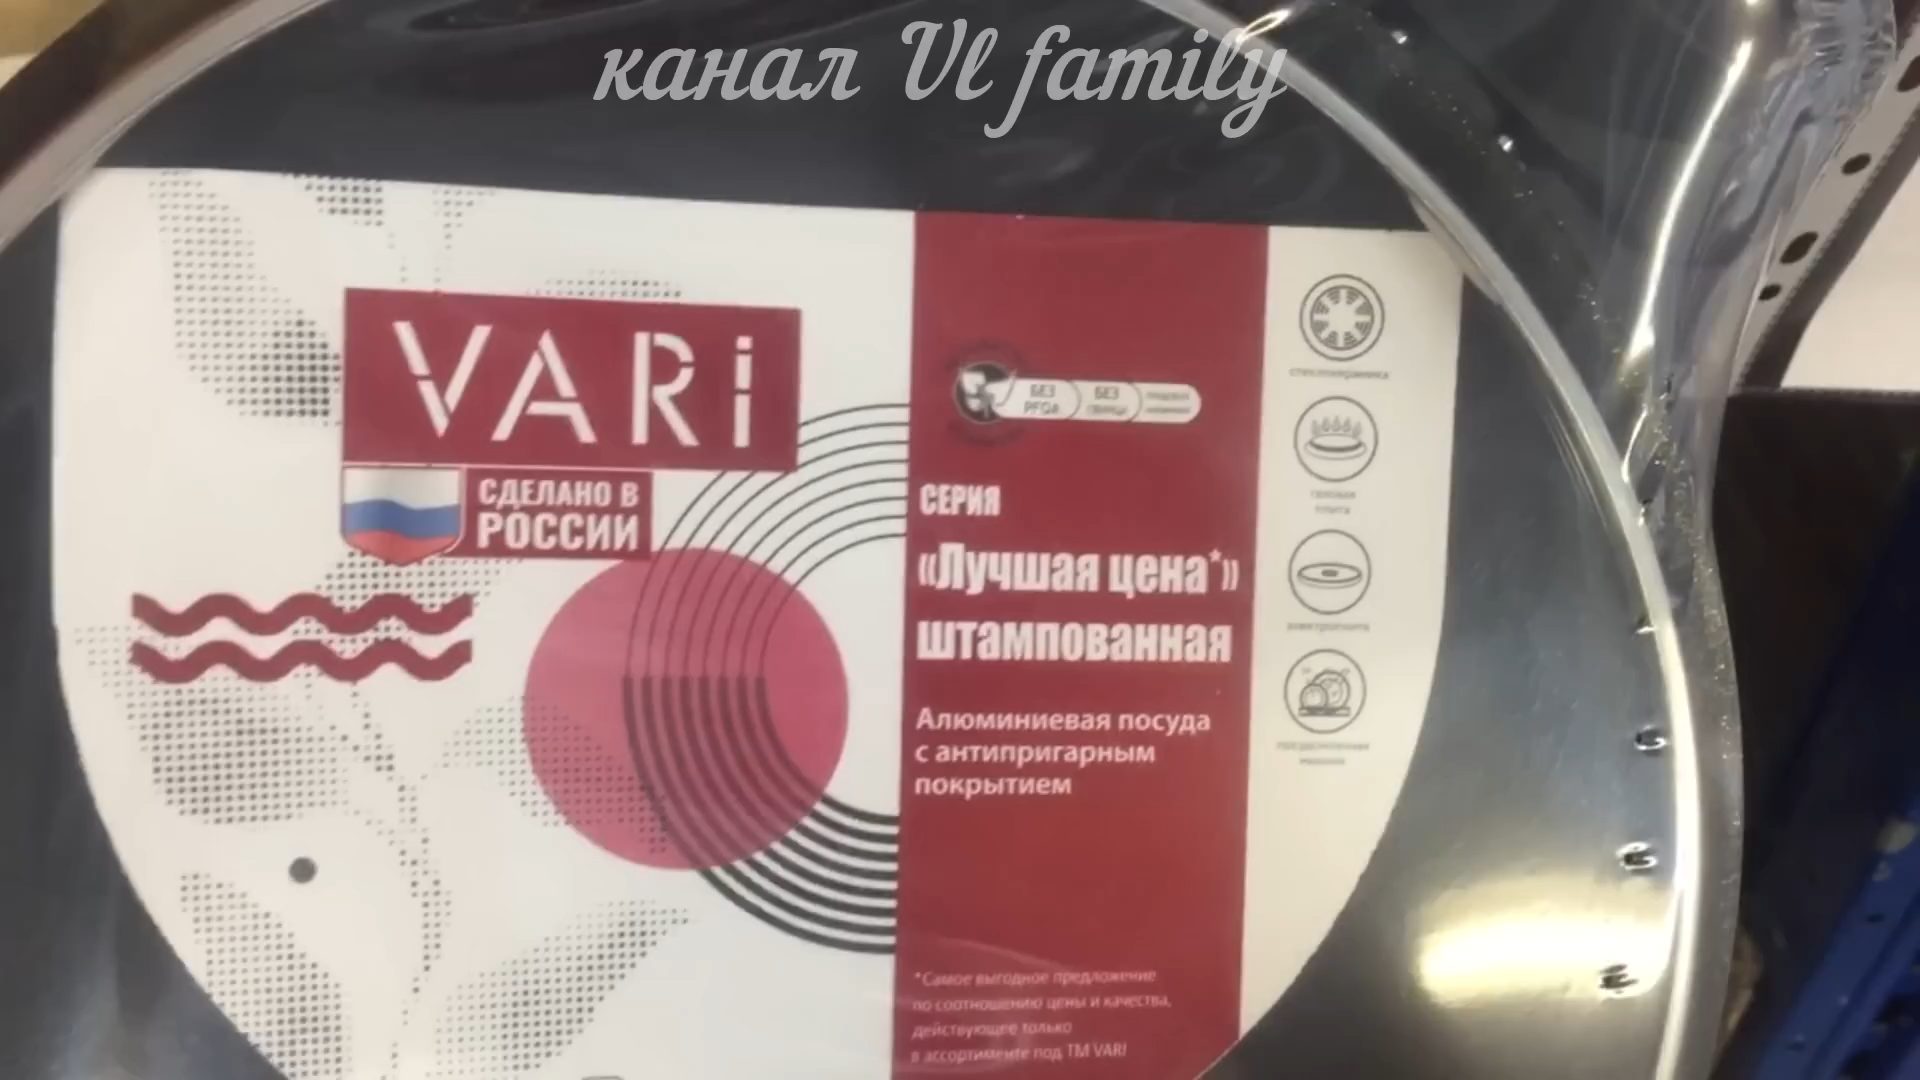 канал Vl family
VARi
СДЕЛАНО В
РОССИИ
БЕЗ
PFOA
БЕЗ
СЕРИЯ
«Лучшая цена*»
штампованная
Алюминиевая посуда
с антипригарным
покрытием
*Самое выгодное предложение
по соотношению цены и качества,
действующее только
в ассортименте под ТМ VARI
стеклокерамика
газовая
плита
электроплита
посудомоечная
машина